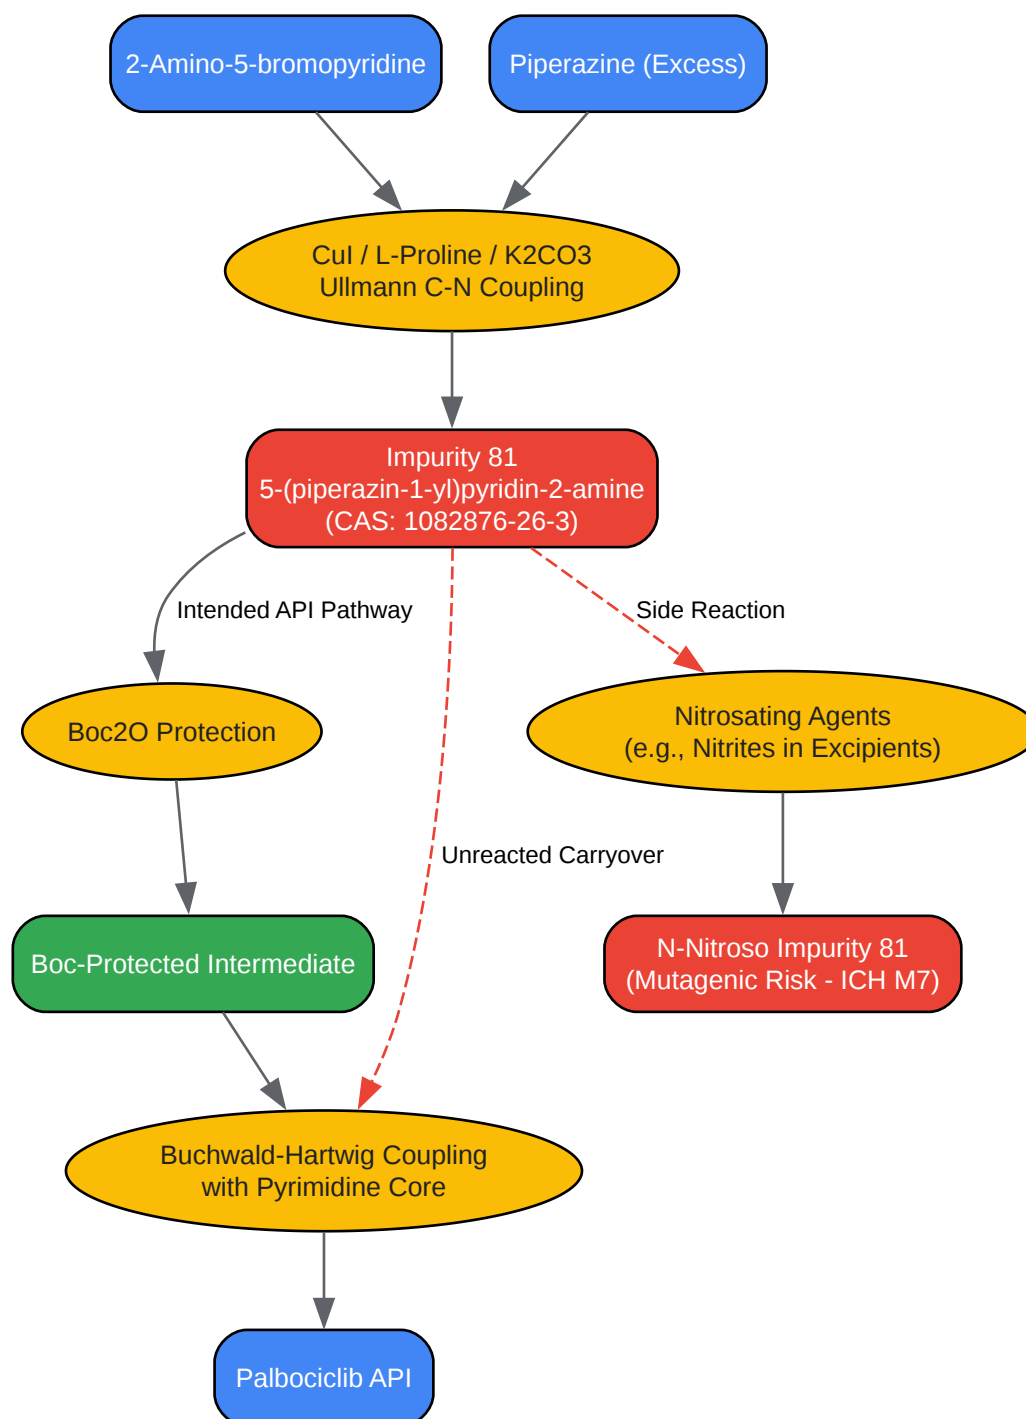 2-Amino-5-bromopyridine
Piperazine (Excess)
CuI / L-Proline / K2CO3
Ullmann C-N Coupling
Impurity 81
5-(piperazin-1-yl)pyridin-2-amine
(CAS: 1082876-26-3)
Intended API Pathway
Side Reaction
Boc2O Protection
Nitrosating Agents
(e.g., Nitrites in Excipients)
Unreacted Carryover
Boc-Protected Intermediate
N-Nitroso Impurity 81
(Mutagenic Risk - ICH M7)
Buchwald-Hartwig Coupling
with Pyrimidine Core
Palbociclib API